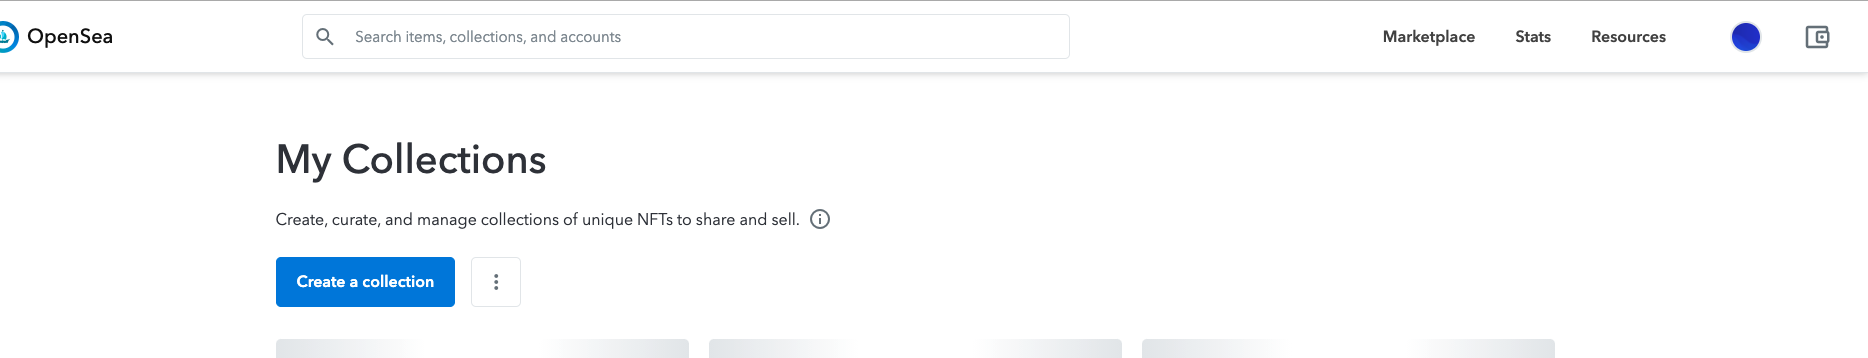 OpenSea
Search items, collections, and accounts
Marketplace
Stats
Resources
My Collections
Create, curate, and manage collections of unique NFTs to share and sell.
Create a collection